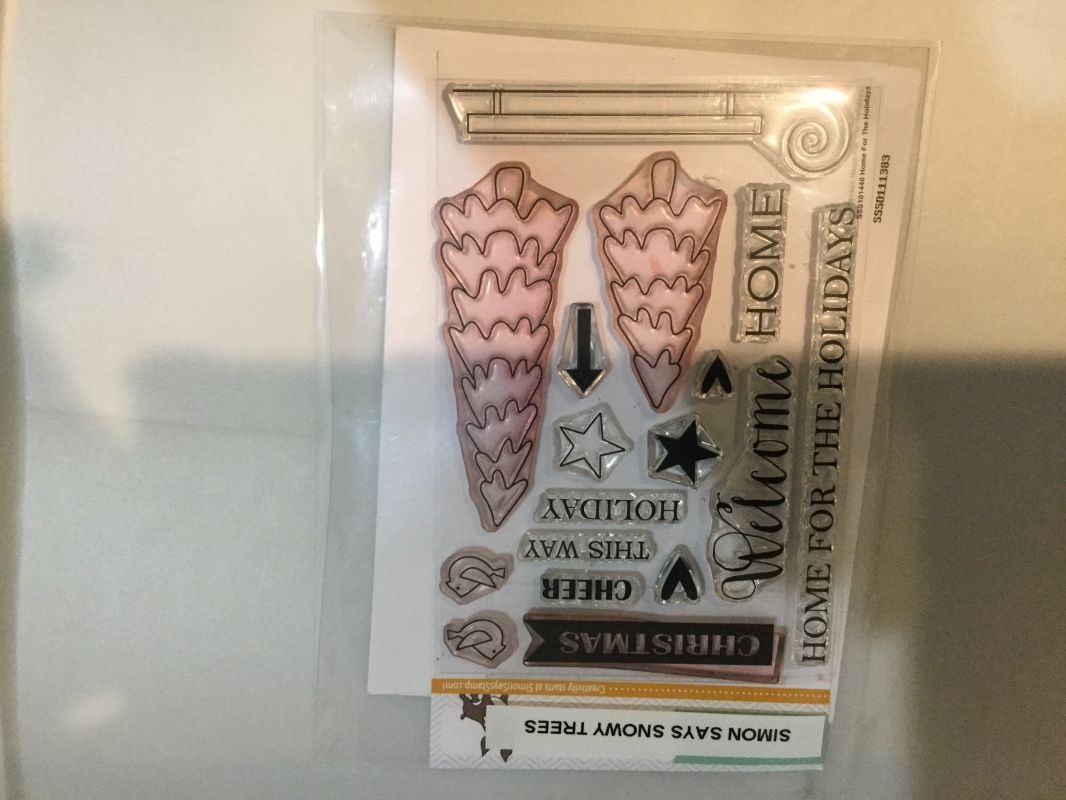 SIMON SAYS SNOWY TREES
Creativity starts at SimonSaysStamp.com!
CHRISTMAS
CHEER
THIS WAY
HOLIDAY
Welcome
HOME
HOME FOR THE HOLIDAYS
SSS101440 Home For The Holidays
SSS0111383